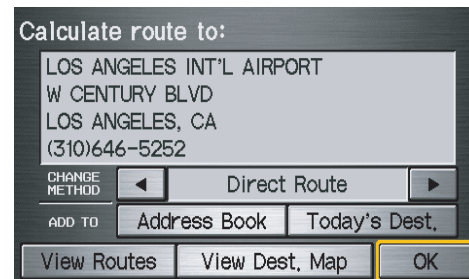 Calculate route to:
LOS ANGELES INT'L AIRPORT
W CENTURY BLVD
LOS ANGELES, CA
(310)646-5252
CHANGE METHOD Direct Route
ADD TO Address Book Today's Dest.
View Routes View Dest. Map OK